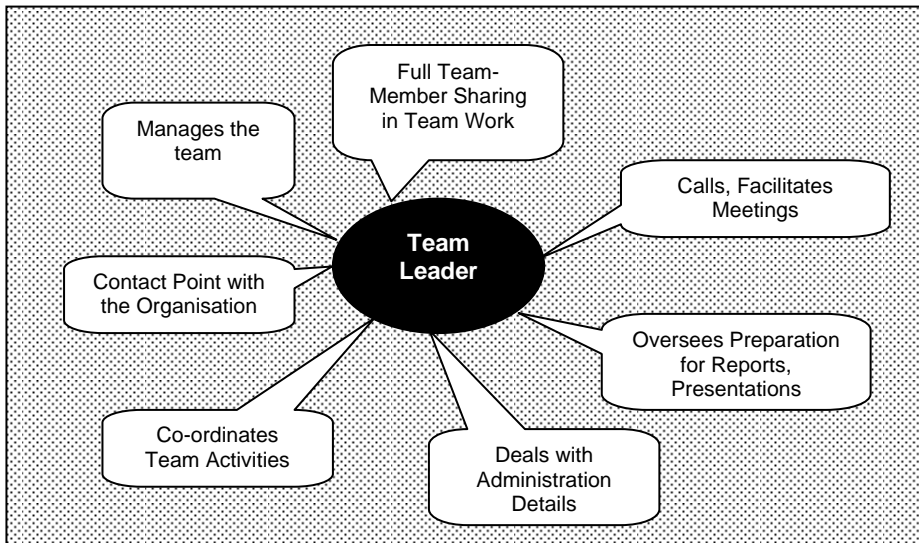 Full Team-
Member Sharing
in Team Work
Manages the
team
Calls, Facilitates
Meetings
Team
Leader
Contact Point with
the Organisation
Oversees Preparation
for Reports,
Presentations
Co-ordinates
Team Activities
Deals with
Administration
Details